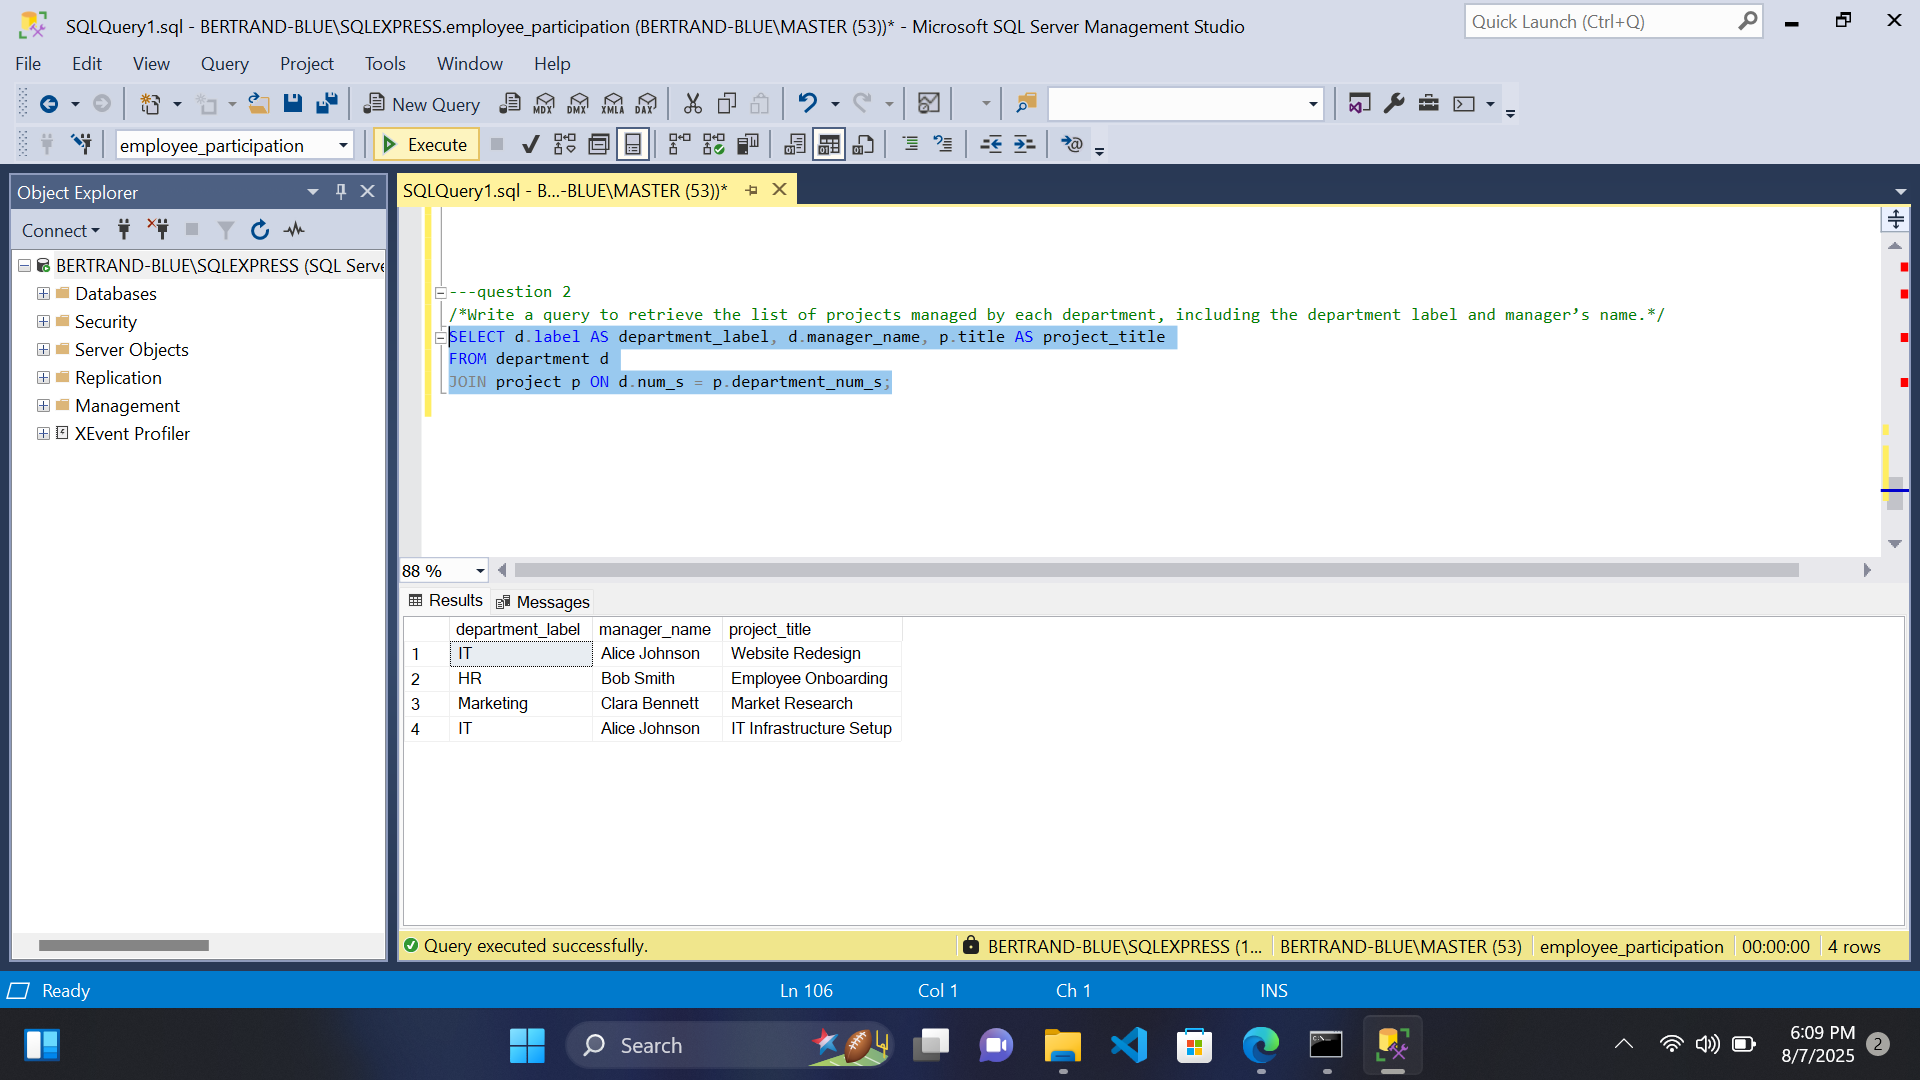 SQLQuery1.sql - BERTRAND-BLUE\SQLEXPRESS.employee_participation (BERTRAND-BLUE\MASTER (53))* - Microsoft SQL Server Management Studio
Quick Launch (Ctrl+Q)
File Edit View Query Project Tools Window Help
New Query MDX DMX XMLA DAX
employee_participation Execute
Object Explorer
SQLQuery1.sql - B...-BLUE\MASTER (53))*
Connect
BERTRAND-BLUE\SQLEXPRESS (SQL Serve
Databases
Security
Server Objects
Replication
Management
XEvent Profiler
---question 2
/*Write a query to retrieve the list of projects managed by each department, including the department label and manager’s name.*/
SELECT d.label AS department_label, d.manager_name, p.title AS project_title
FROM department d
JOIN project p ON d.num_s = p.department_num_s;
88 %
Results Messages
department_label manager_name project_title
1 IT Alice Johnson Website Redesign
2 HR Bob Smith Employee Onboarding
3 Marketing Clara Bennett Market Research
4 IT Alice Johnson IT Infrastructure Setup
Query executed successfully. BERTRAND-BLUE\SQLEXPRESS (1... BERTRAND-BLUE\MASTER (53) employee_participation 00:00:00 4 rows
Ready Ln 106 Col 1 Ch 1 INS
Search
6:09 PM
8/7/2025
2